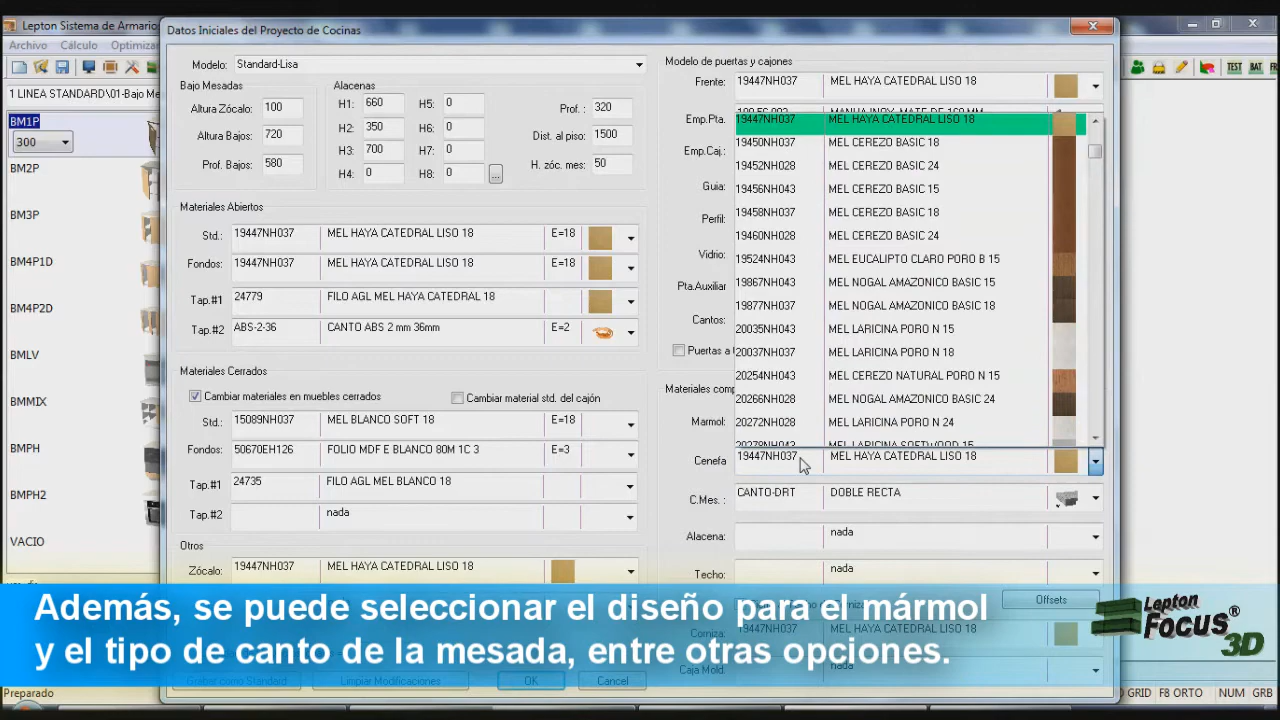 Lepton Sistema de Armario
Archivo Cálculo Optimiza
1 LINEA STANDARD\01-Bajo Me
BM1P
300
BM2P
BM3P
BM4P1D
BM4P2D
BMLV
BMMIX
BMPH
BMPH2
VACIO
Preparado
Datos Iniciales del Proyecto de Cocinas
Modelo: Standard-Lisa
Bajo Mesadas
Altura Zócalo: 100
Altura Bajos: 720
Prof. Bajos: 580
Alacenas
H1: 660 H5: 0 Prof. : 320
H2: 350 H6: 0 Dist. al piso: 1500
H3: 700 H7: 0 H. zóc. mes: 50
H4: 0 H8: 0 ...
Materiales Abiertos
Std.: 19447NH037 MEL HAYA CATEDRAL LISO 18 E=18
Fondos: 19447NH037 MEL HAYA CATEDRAL LISO 18 E=18
Tap.#1 24779 FILO AGL MEL HAYA CATEDRAL 18
Tap.#2 ABS-2-36 CANTO ABS 2 mm 36mm E=2
Materiales Cerrados
Cambiar materiales en muebles cerrados Cambiar material std. del cajón
Std.: 15089NH037 MEL BLANCO SOFT 18 E=18
Fondos: 50670EH126 FOLIO MDF E BLANCO 80M 1C 3 E=3
Tap.#1 24735 FILO AGL MEL BLANCO 18
Tap.#2 nada
Otros
Zócalo: 19447NH037 MEL HAYA CATEDRAL LISO 18
Grabar como Standard Limpiar Modificaciones OK Cancel
Modelo de puertas y cajones
Frente: 19447NH037 MEL HAYA CATEDRAL LISO 18
Emp.Pta.
Emp.Caj.:
Guia:
Perfil:
Vidrio:
Pta.Auxiliar
Cantos:
Puertas a
Materiales comp
Marmol:
19447NH037 MEL HAYA CATEDRAL LISO 18
19450NH037 MEL CEREZO BASIC 18
19452NH028 MEL CEREZO BASIC 24
19456NH043 MEL CEREZO BASIC 15
19458NH037 MEL CEREZO BASIC 18
19460NH028 MEL CEREZO BASIC 24
19524NH043 MEL EUCALIPTO CLARO PORO B 15
19867NH043 MEL NOGAL AMAZONICO BASIC 15
19877NH037 MEL NOGAL AMAZONICO BASIC 18
20035NH043 MEL LARICINA PORO N 15
20037NH037 MEL LARICINA PORO N 18
20254NH043 MEL CEREZO NATURAL PORO N 15
20266NH028 MEL NOGAL AMAZONICO BASIC 24
20272NH028 MEL LARICINA PORO N 24
20278NH043 MEL LARICINA SOFTWOOD 15
Cenefa 19447NH037 MEL HAYA CATEDRAL LISO 18
C.Mes. : CANTO-DRT DOBLE RECTA
Alacena: nada
Techo: nada
Offsets
Corniza: 19447NH037 MEL HAYA CATEDRAL LISO 18
Caja Mold. nada
TEST BAT
GRID F8 ORTO NUM GRB
Además, se puede seleccionar el diseño para el mármol
y el tipo de canto de la mesada, entre otras opciones.
Lepton
Focus®
3D